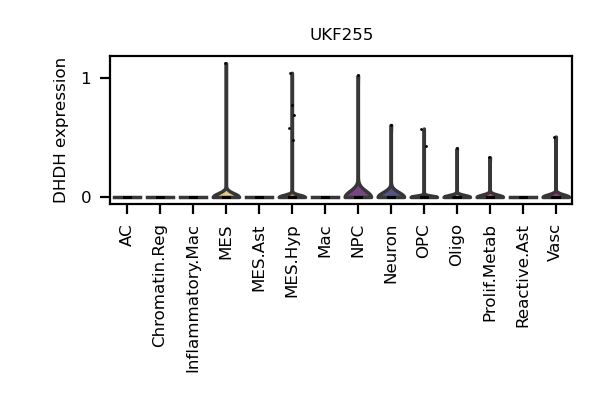 UKF255
DHDH expression
1
0
AC
Chromatin.Reg
Inflammatory.Mac
MES
MES.Ast
MES.Hyp
Mac
NPC
Neuron
OPC
Oligo
Prolif.Metab
Reactive.Ast
Vasc